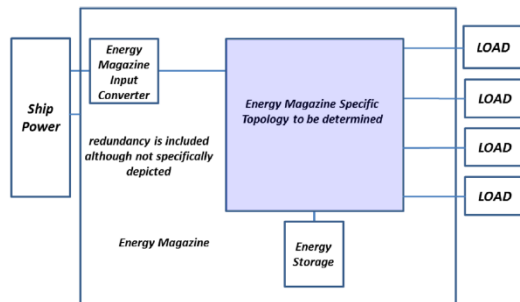 Energy
Magazine
Input
Converter
LOAD
Ship
Power
Energy Magazine Specific
Topology to be determined
LOAD
redundancy is included
although not specifically
depicted
LOAD
LOAD
Energy Magazine
Energy
Storage